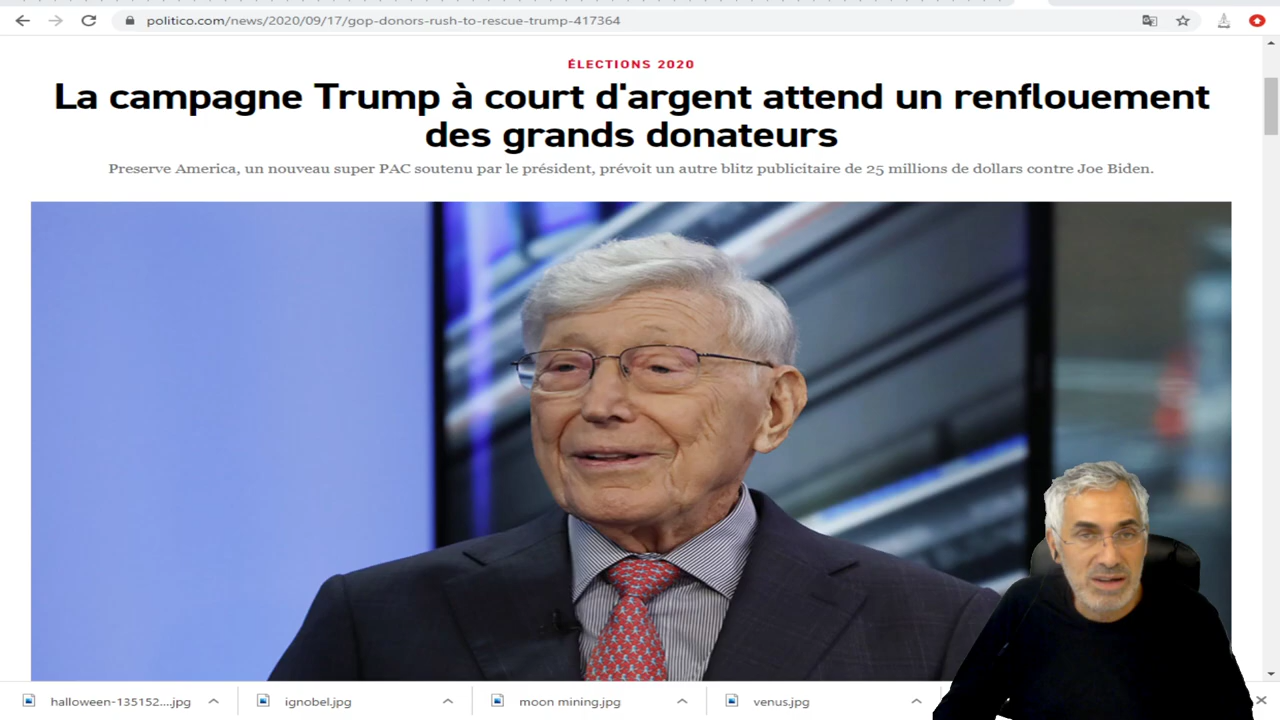 politico.com/news/2020/09/17/gop-donors-rush-to-rescue-trump-417364
ÉLECTIONS 2020
La campagne Trump à court d'argent attend un renflouement
des grands donateurs
Preserve America, un nouveau super PAC soutenu par le président, prévoit un autre blitz publicitaire de 25 millions de dollars contre Joe Biden.
halloween-135152....jpg
ignobel.jpg
moon mining.jpg
venus.jpg